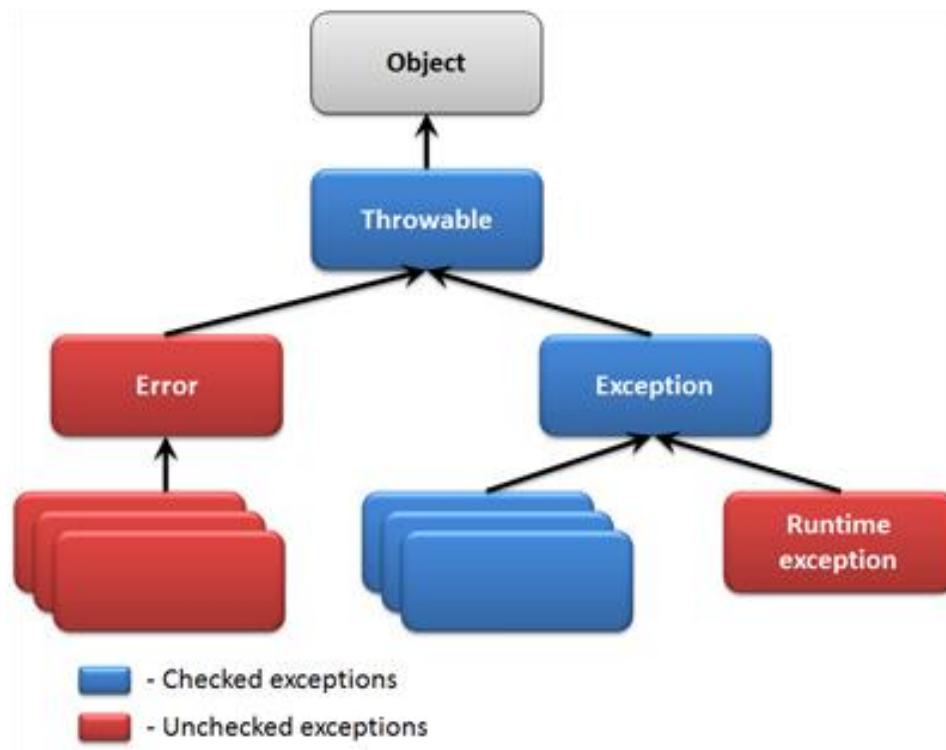 Object
Throwable
Error
Exception
Runtime
exception
- Checked exceptions
- Unchecked exceptions